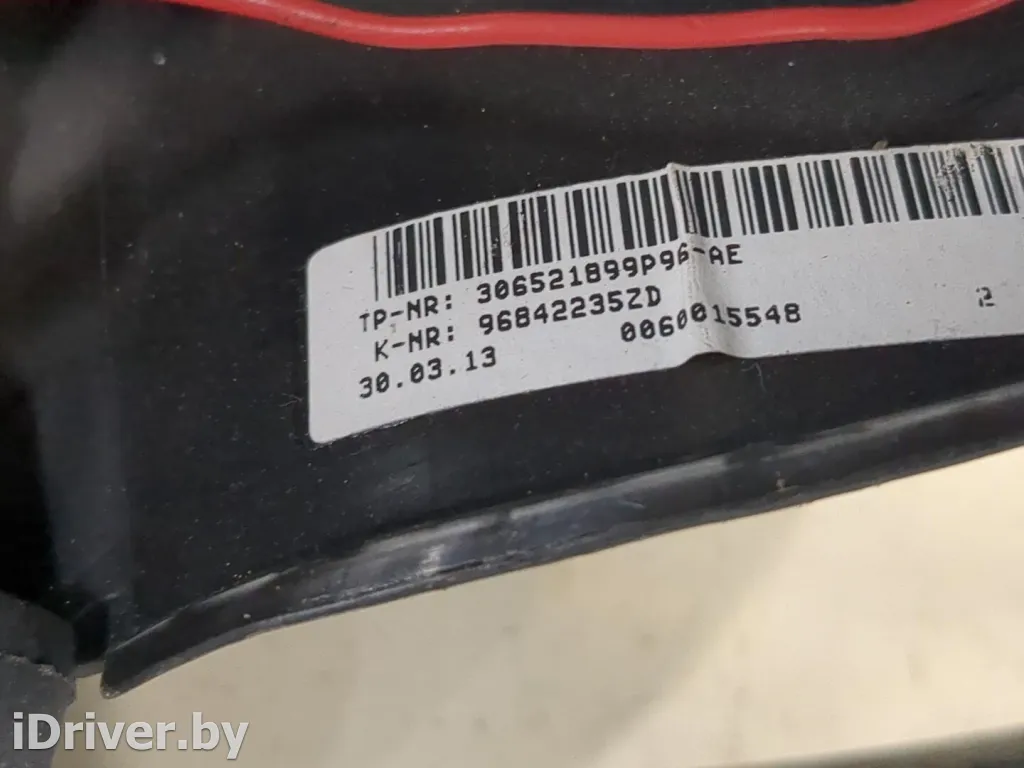 TP-NR: 306521899P96-AE
K-NR: 96842235ZD
30.03.13 0060015548 2
iDriver.by